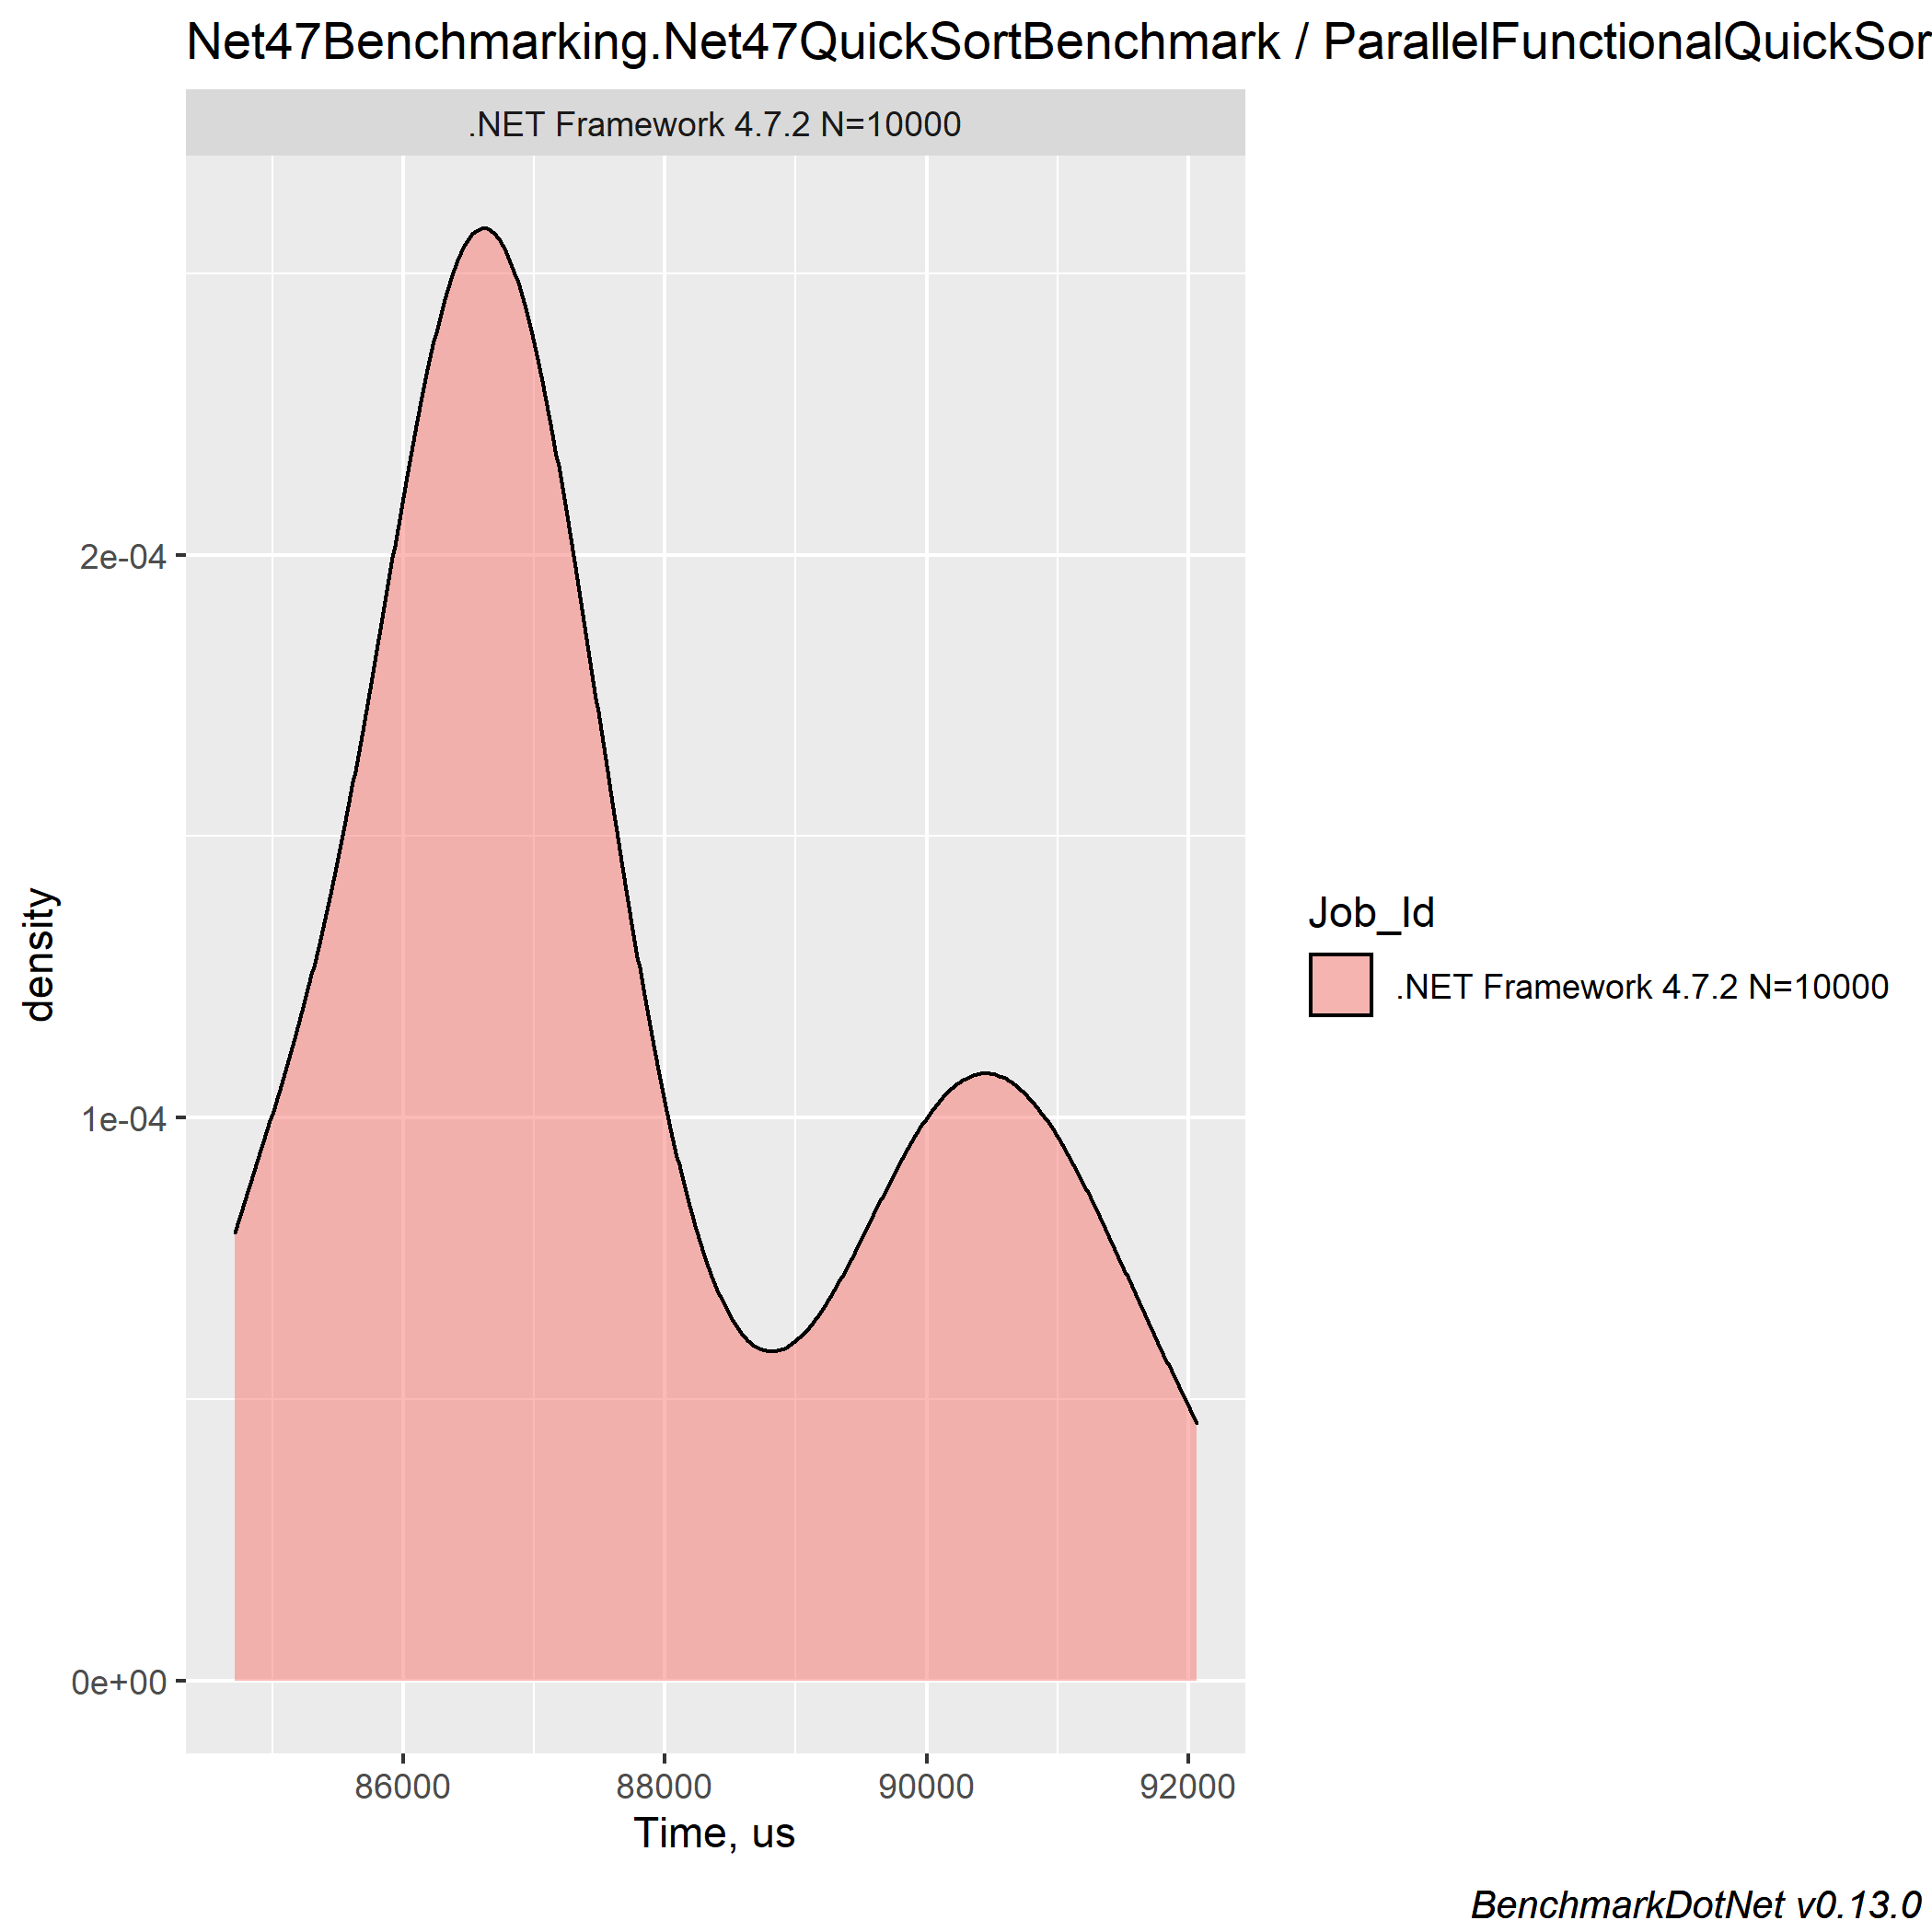 Net47Benchmarking.Net47QuickSortBenchmark / ParallelFunctionalQuickSor
.NET Framework 4.7.2 N=10000
2e-04
1e-04
0e+00
density
86000 88000 90000 92000
Time, us
Job_Id
.NET Framework 4.7.2 N=10000
BenchmarkDotNet v0.13.0